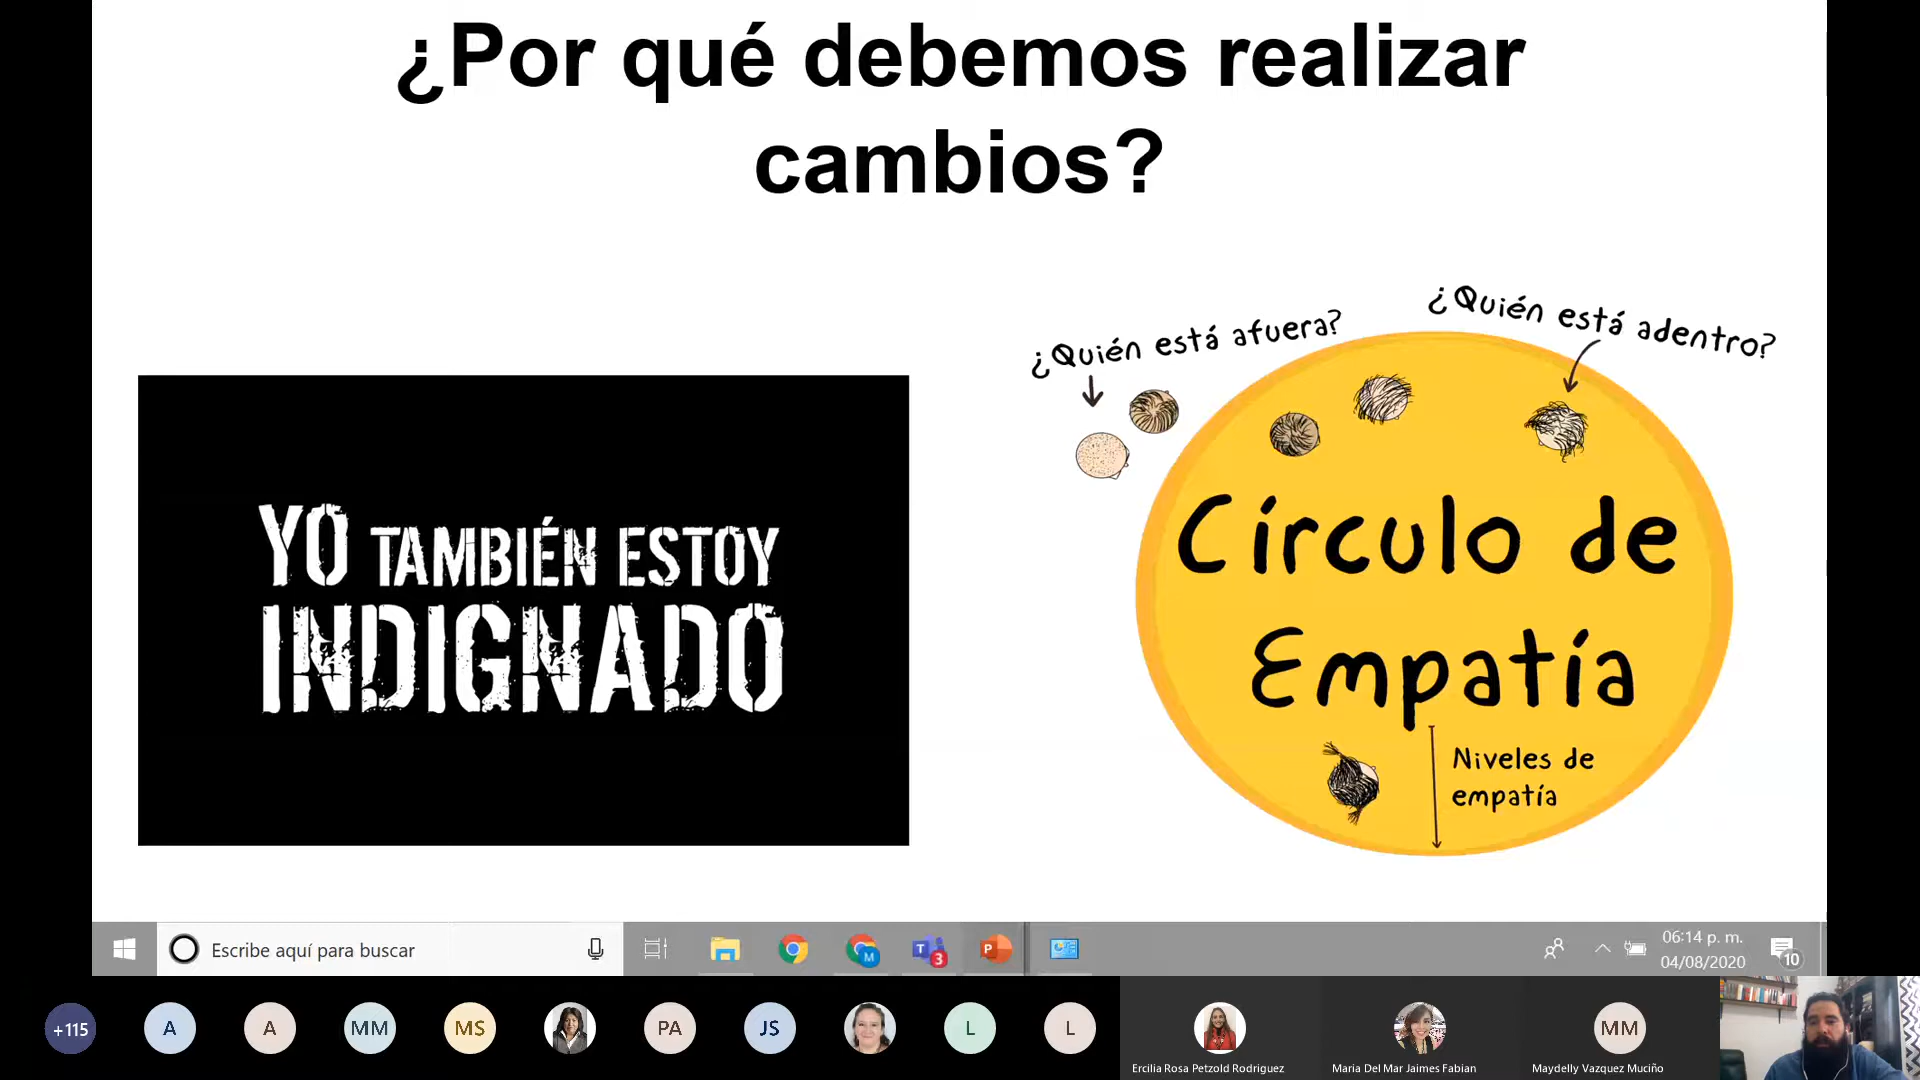 ¿Por qué debemos realizar
cambios?
¿Quién está afuera?
¿Quién está adentro?
YO TAMBIÉN ESTOY
INDIGNADO
Círculo de
Empatía
Niveles de
empatía
Escribe aquí para buscar
M
T
3
P
06:14 p. m.
04/08/2020
10
+115
A
A
MM
MS
PA
JS
L
L
MM
Ercilia Rosa Petzold Rodriguez
Maria Del Mar Jaimes Fabian
Maydelly Vazquez Muciño